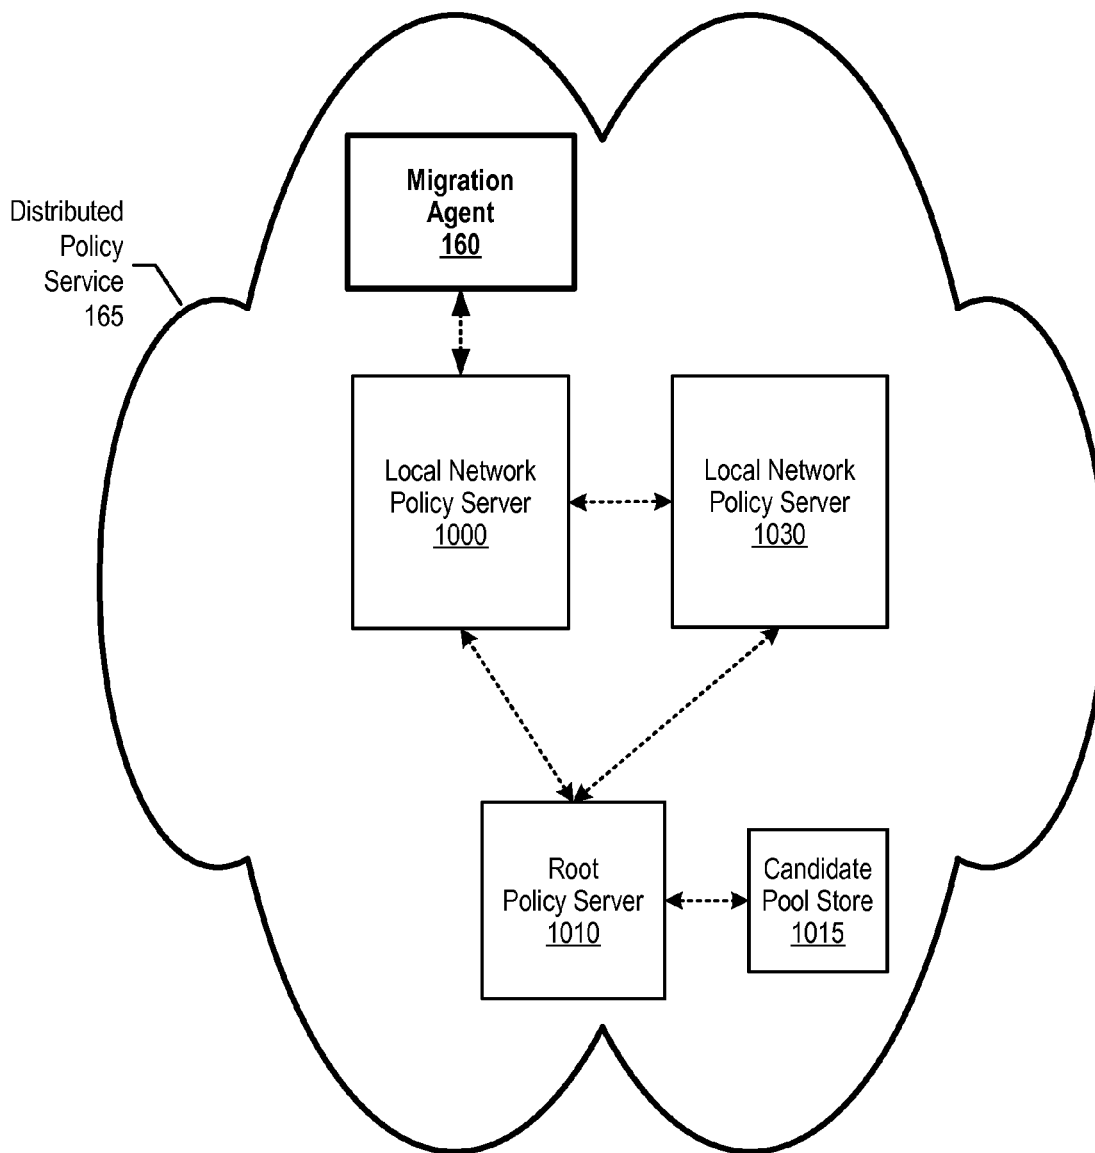 Migration
Agent
160
Distributed
Policy
Service
165
Local Network
Policy Server
1000
Local Network
Policy Server
1030
Root
Policy Server
1010
Candidate
Pool Store
1015